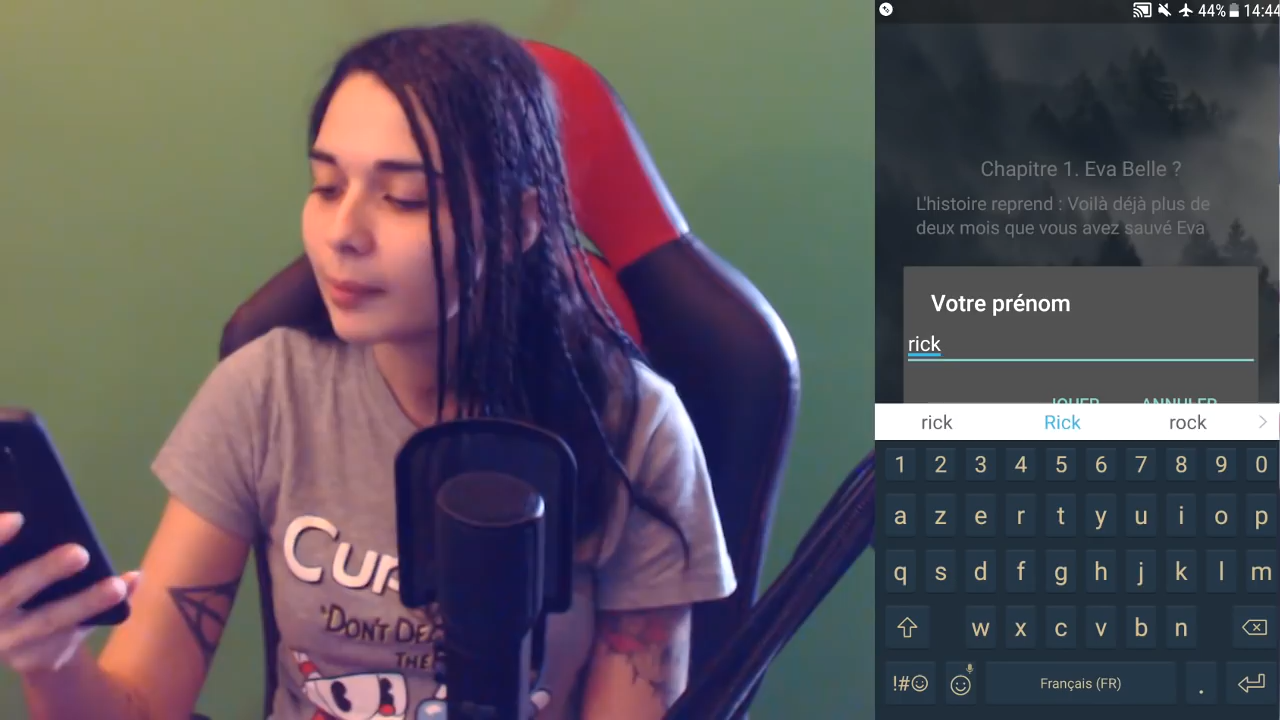 44% 14:44
Chapitre 1. Eva Belle ?
L'histoire reprend : Voilà déjà plus de
deux mois que vous avez sauvé Eva
Votre prénom
rick
JOUER ANNULER
rick Rick rock
1 2 3 4 5 6 7 8 9 0
a z e r t y u i o p
q s d f g h j k l m
w x c v b n
!#☺ Français (FR) .
CUP
"DON'T DE
THE